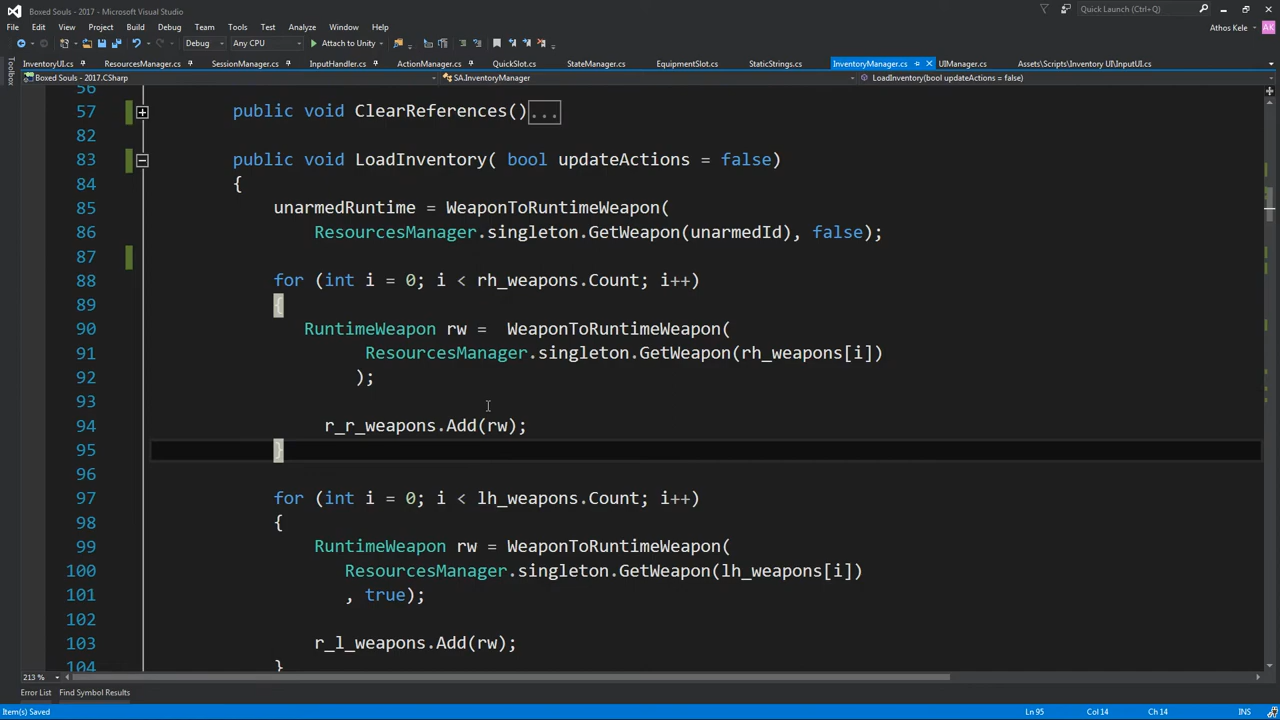 Boxed Souls - 2017 - Microsoft Visual Studio
Quick Launch (Ctrl+Q)
File Edit View Project Build Debug Team Tools Test Analyze Window Help
Athos Kele AK
Debug Any CPU Attach to Unity
InventoryUI.cs ResourcesManager.cs SessionManager.cs InputHandler.cs ActionManager.cs QuickSlot.cs StateManager.cs EquipmentSlot.cs StaticStrings.cs InventoryManager.cs UIManager.cs Assets\Scripts\Inventory UI\InputUI.cs
Toolbox
Boxed Souls - 2017.CSharp SA.InventoryManager LoadInventory(bool updateActions = false)
56
57 public void ClearReferences()...
82
83 public void LoadInventory( bool updateActions = false)
84 {
85 unarmedRuntime = WeaponToRuntimeWeapon(
86 ResourcesManager.singleton.GetWeapon(unarmedId), false);
87
88 for (int i = 0; i < rh_weapons.Count; i++)
89 {
90 RuntimeWeapon rw =  WeaponToRuntimeWeapon(
91 ResourcesManager.singleton.GetWeapon(rh_weapons[i])
92 );
93
94 r_r_weapons.Add(rw);
95 }
96
97 for (int i = 0; i < lh_weapons.Count; i++)
98 {
99 RuntimeWeapon rw = WeaponToRuntimeWeapon(
100 ResourcesManager.singleton.GetWeapon(lh_weapons[i])
101 , true);
102
103 r_l_weapons.Add(rw);
104 }
213 %
Error List Find Symbol Results
Item(s) Saved Ln 95 Col 14 Ch 14 INS